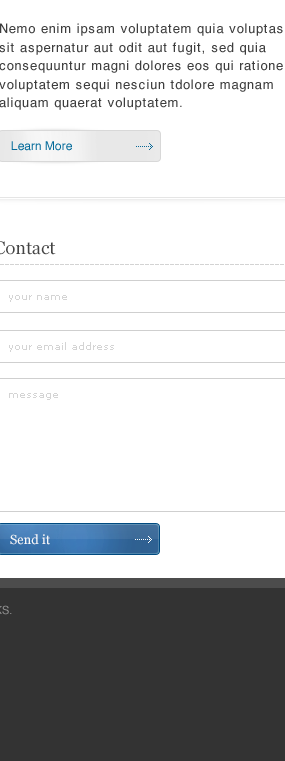 Nemo enim ipsam voluptatem quia voluptas
sit aspernatur aut odit aut fugit, sed quia
consequuntur magni dolores eos qui ratione
voluptatem sequi nesciun tdolore magnam
aliquam quaerat voluptatem.
Learn More
Contact
your name
your email address
message
Send it